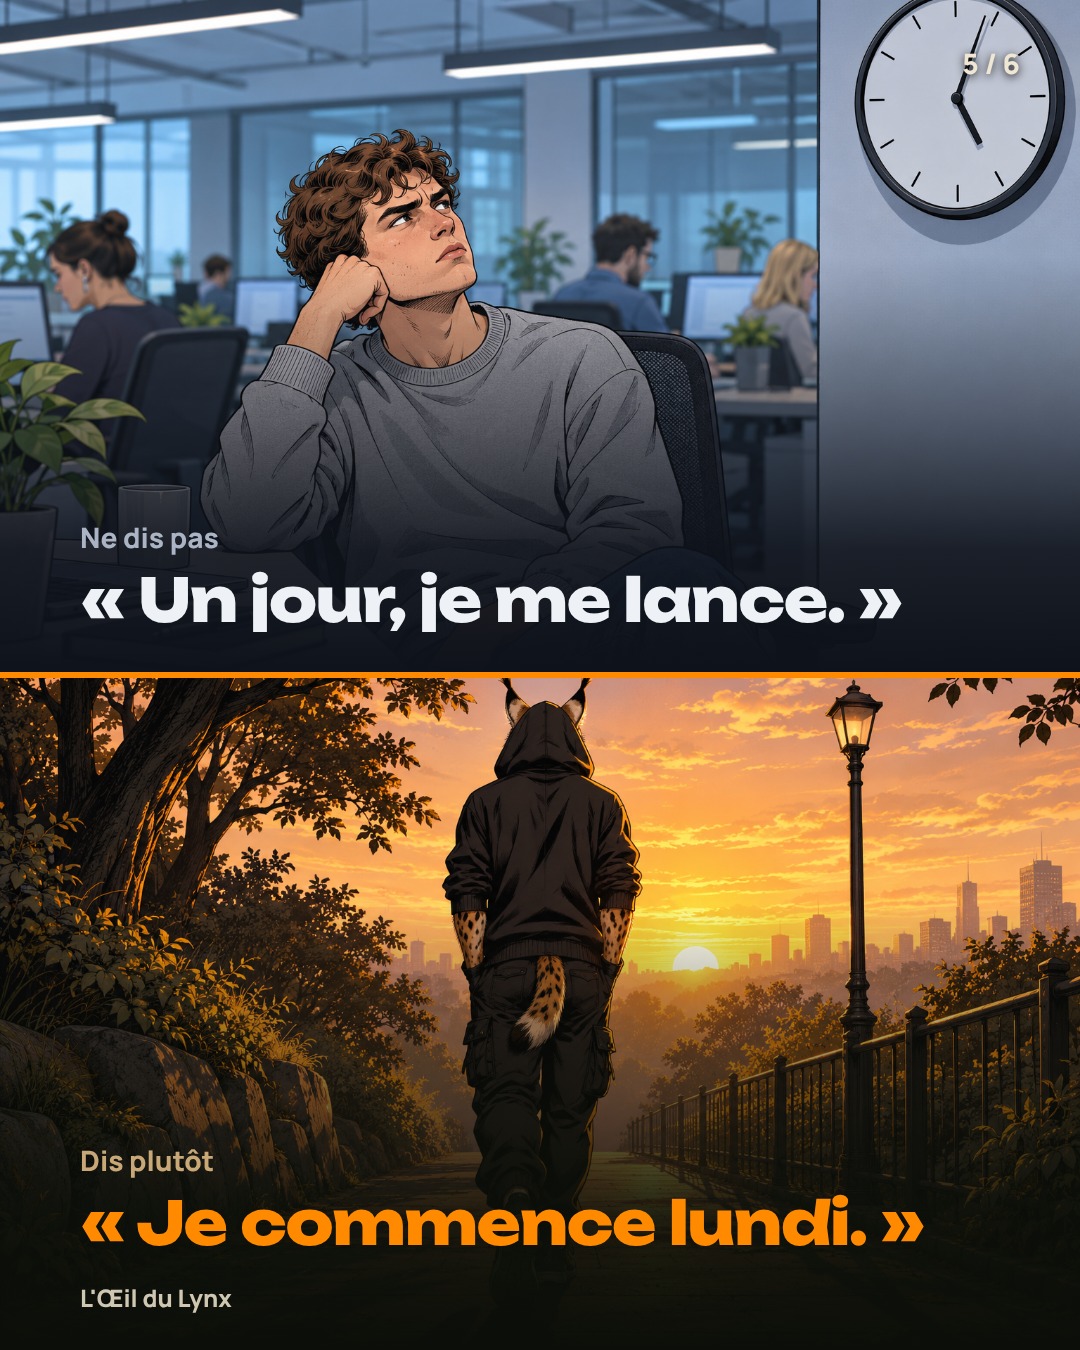 5 / 6
Ne dis pas
« Un jour, je me lance. »
Dis plutôt
« Je commence lundi. »
L'Œil du Lynx